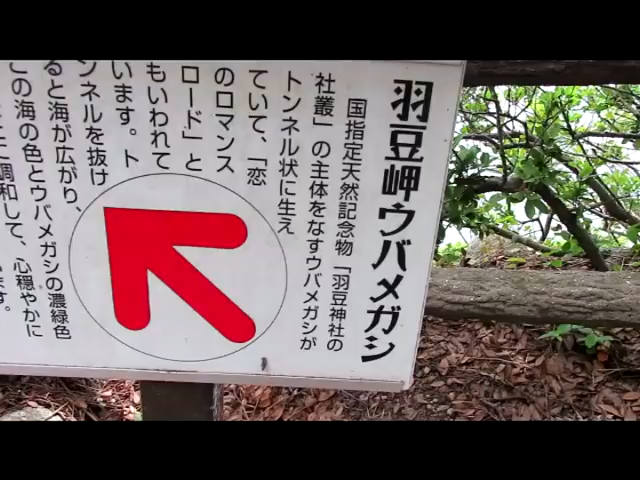 羽豆岬ウバメガシ
国指定天然記念物「羽豆神社の
社叢」の主体をなすウバメガシが
トンネル状に生え
ていて、「恋
のロマンス
ロード」と
もいわれて
います。ト
ンネルを抜け
ると海が広がり、
この海の色とウバメガシの濃緑色
調和して、心穏やかに
ます。